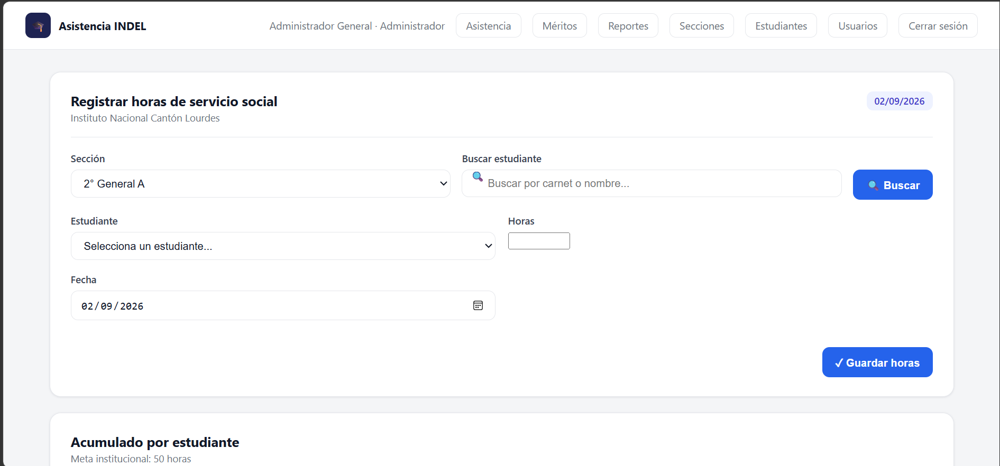 Asistencia INDEL
Administrador General · Administrador
Asistencia
Méritos
Reportes
Secciones
Estudiantes
Usuarios
Cerrar sesión
Registrar horas de servicio social
02/09/2026
Instituto Nacional Cantón Lourdes
Sección
Buscar estudiante
2° General A
Buscar por carnet o nombre...
Buscar
Estudiante
Horas
Selecciona un estudiante...
Fecha
02/09/2026
✓ Guardar horas
Acumulado por estudiante
Meta institucional: 50 horas